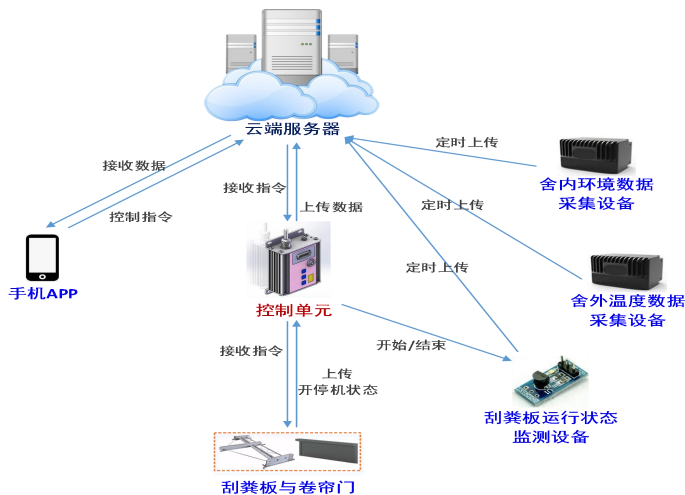 云端服务器
定时上传
接收数据
舍内环境数据
采集设备
接收指令
上传数据
定时上传
控制指令
定时上传
手机APP
舍外温度数据
采集设备
控制单元
开始/结束
接收指令
上传
开停机状态
刮粪板运行状态
监测设备
刮粪板与卷帘门